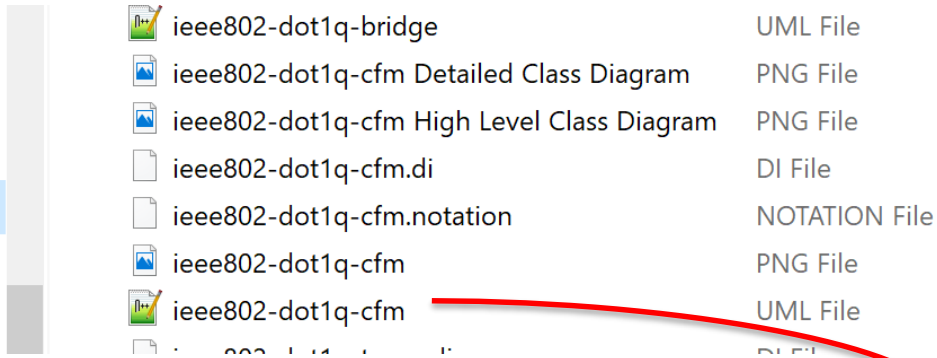 ieee802-dot1q-bridge UML File
ieee802-dot1q-cfm Detailed Class Diagram PNG File
ieee802-dot1q-cfm High Level Class Diagram PNG File
ieee802-dot1q-cfm.di DI File
ieee802-dot1q-cfm.notation NOTATION File
ieee802-dot1q-cfm PNG File
ieee802-dot1q-cfm UML File
DI File